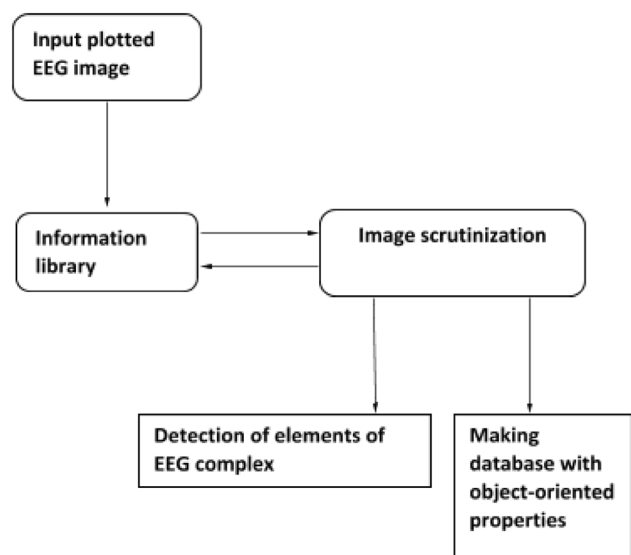 Input plotted
EEG image
Information
library
Image scrutinization
Detection of elements of
EEG complex
Making
database with
object-oriented
properties